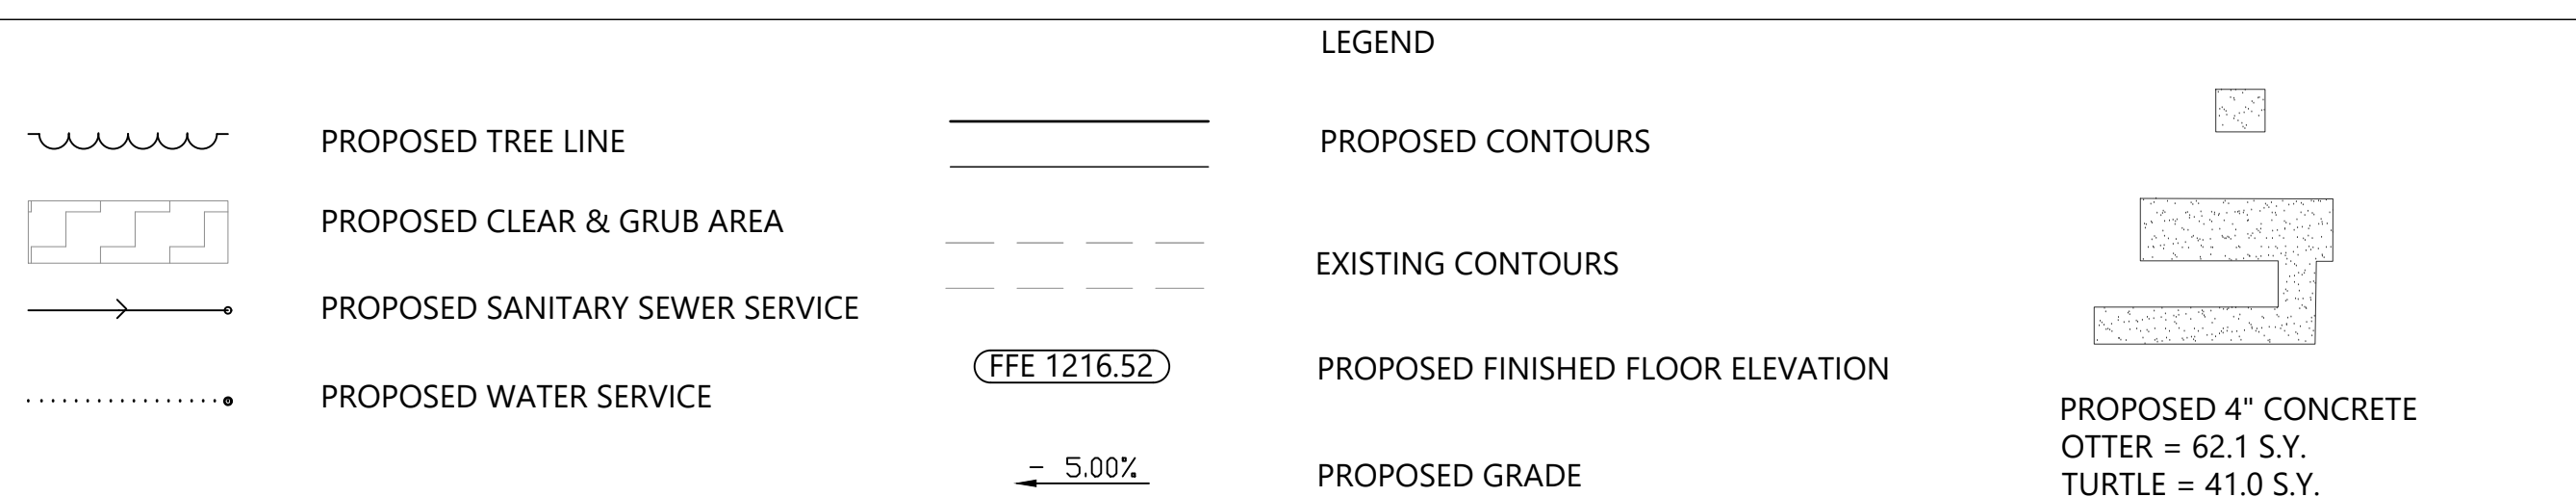 LEGEND
PROPOSED TREE LINE
PROPOSED CLEAR & GRUB AREA
PROPOSED SANITARY SEWER SERVICE
PROPOSED WATER SERVICE
PROPOSED CONTOURS
EXISTING CONTOURS
FFE 1216.52
PROPOSED FINISHED FLOOR ELEVATION
- 5.00%
PROPOSED GRADE
PROPOSED 4" CONCRETE
OTTER = 62.1 S.Y.
TURTLE = 41.0 S.Y.